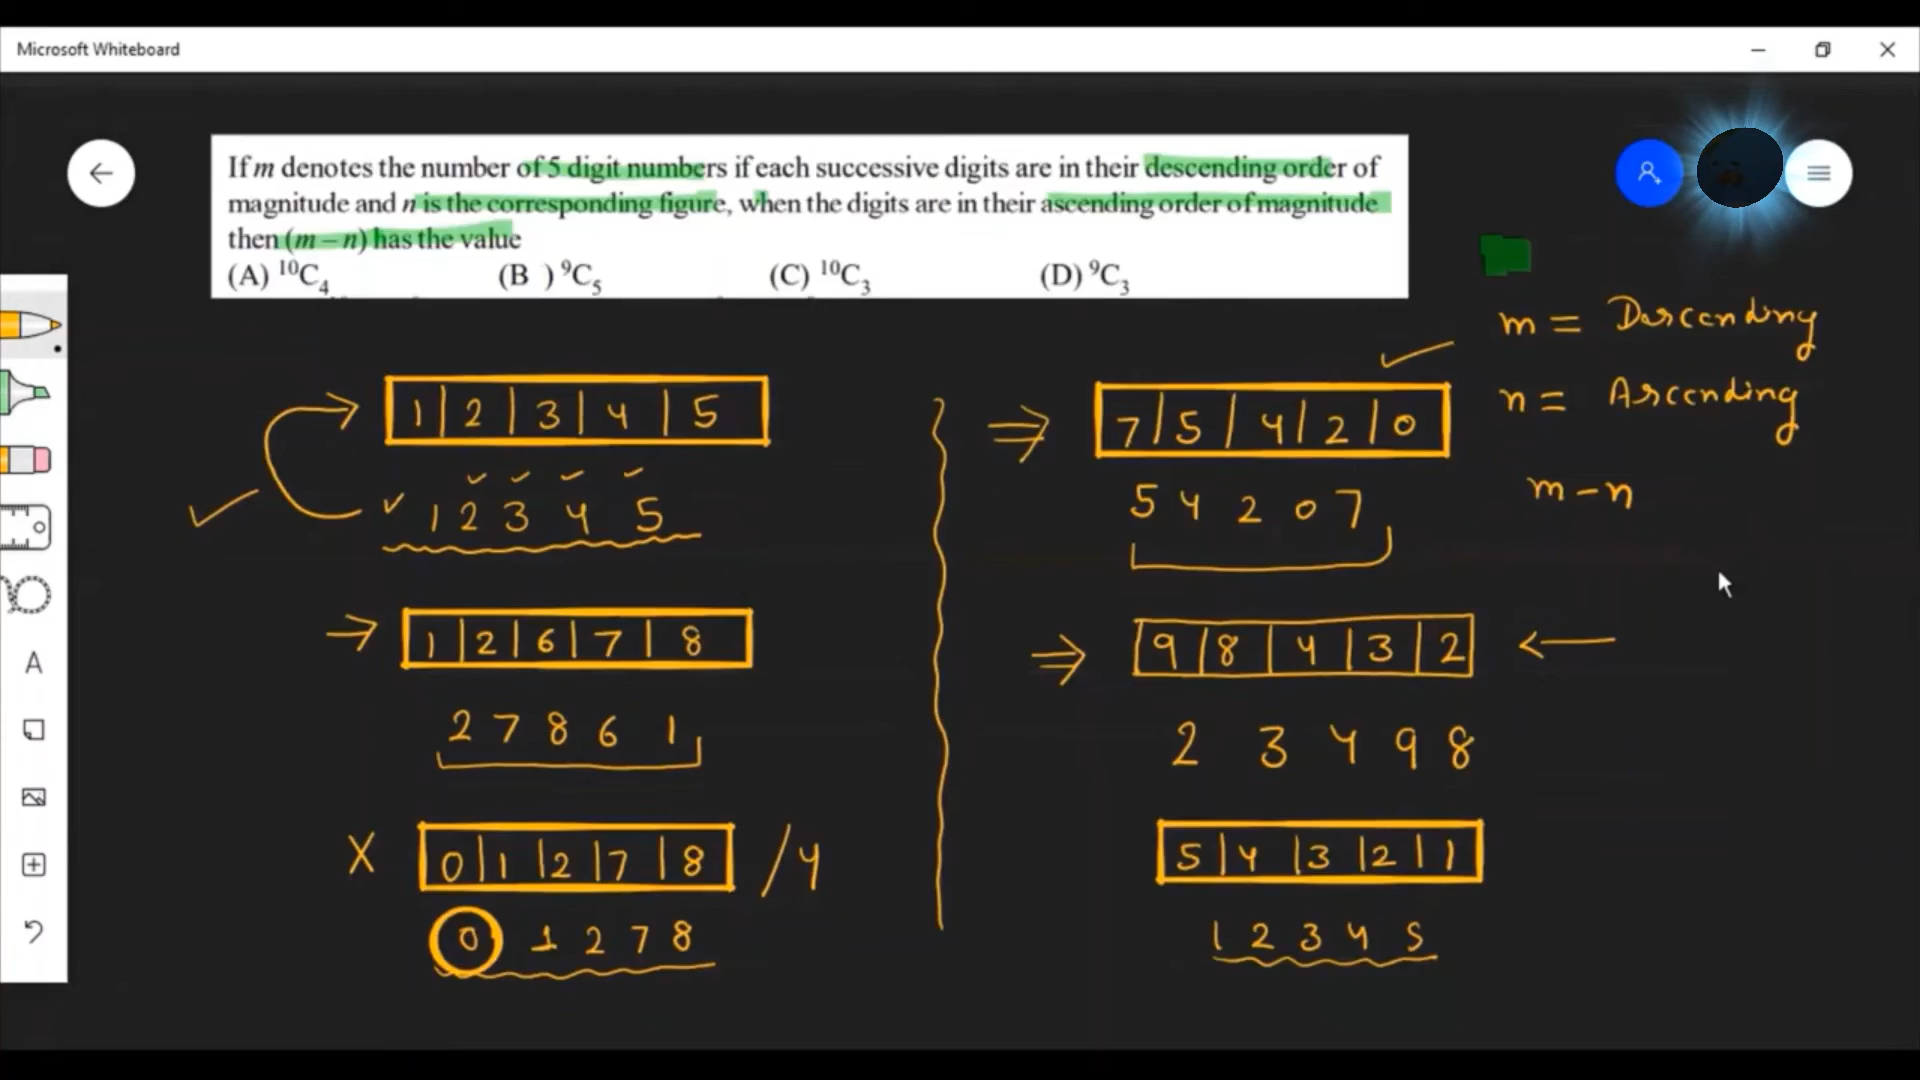 Microsoft Whiteboard
If m denotes the number of 5 digit numbers if each successive digits are in their descending order of
magnitude and n is the corresponding figure, when the digits are in their ascending order of magnitude
then (m – n) has the value
(A) ¹⁰C₄ (B ) ⁹C₅ (C) ¹⁰C₃ (D) ⁹C₃
m = Descending
n = Ascending
m - n
1 | 2 | 3 | 4 | 5
1 2 3 4 5
1 | 2 | 6 | 7 | 8
2 7 8 6 1
X 0 | 1 | 2 | 7 | 8 / 4
0 1 2 7 8
⇒ 7 | 5 | 4 | 2 | 0
5 4 2 0 7
⇒ 9 | 8 | 4 | 3 | 2 ←
2 3 4 9 8
5 | 4 | 3 | 2 | 1
1 2 3 4 5
A